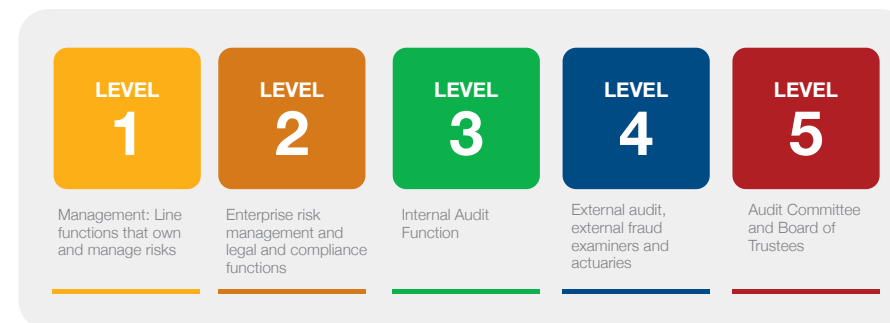 LEVEL
1
Management: Line
functions that own
and manage risks
LEVEL
2
Enterprise risk
management and
legal and compliance
functions
LEVEL
3
Internal Audit
Function
LEVEL
4
External audit,
external fraud
examiners and
actuaries
LEVEL
5
Audit Committee
and Board of
Trustees